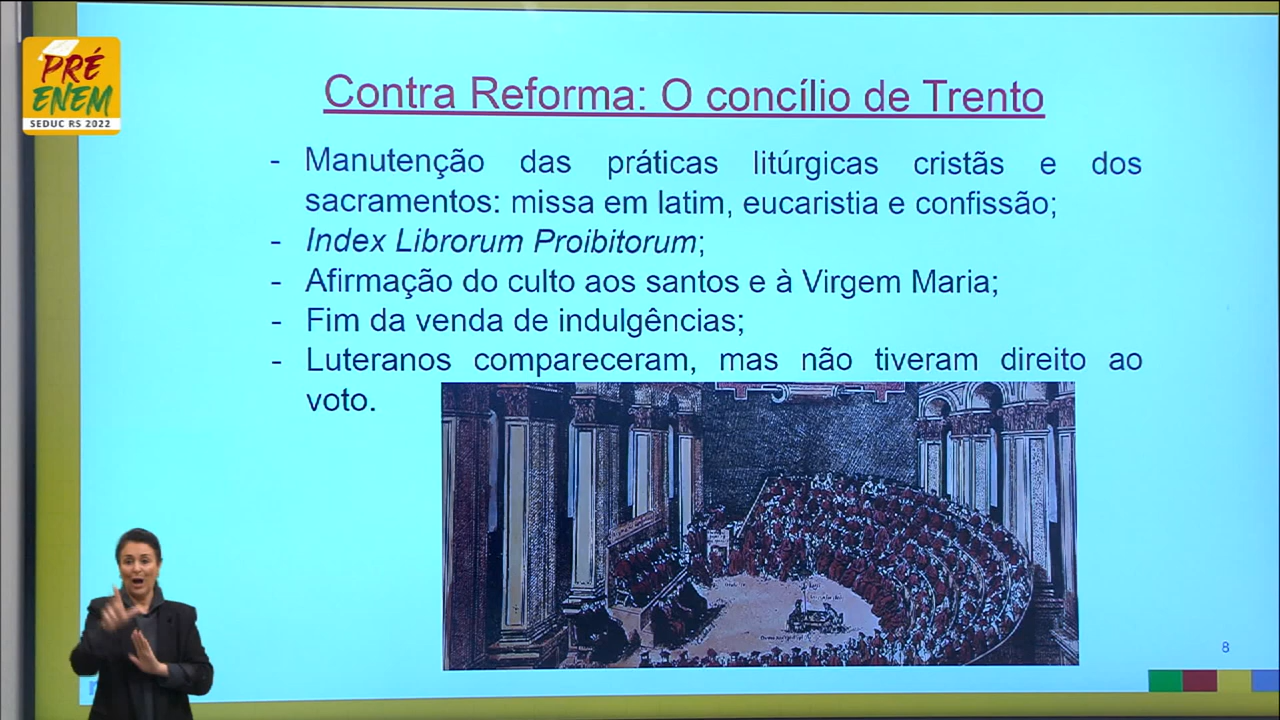 PRÉ
ENEM
SEDUC RS 2022
Contra Reforma: O concílio de Trento
- Manutenção das práticas litúrgicas cristãs e dos
sacramentos: missa em latim, eucaristia e confissão;
- Index Librorum Proibitorum;
- Afirmação do culto aos santos e à Virgem Maria;
- Fim da venda de indulgências;
- Luteranos compareceram, mas não tiveram direito ao
voto.
8